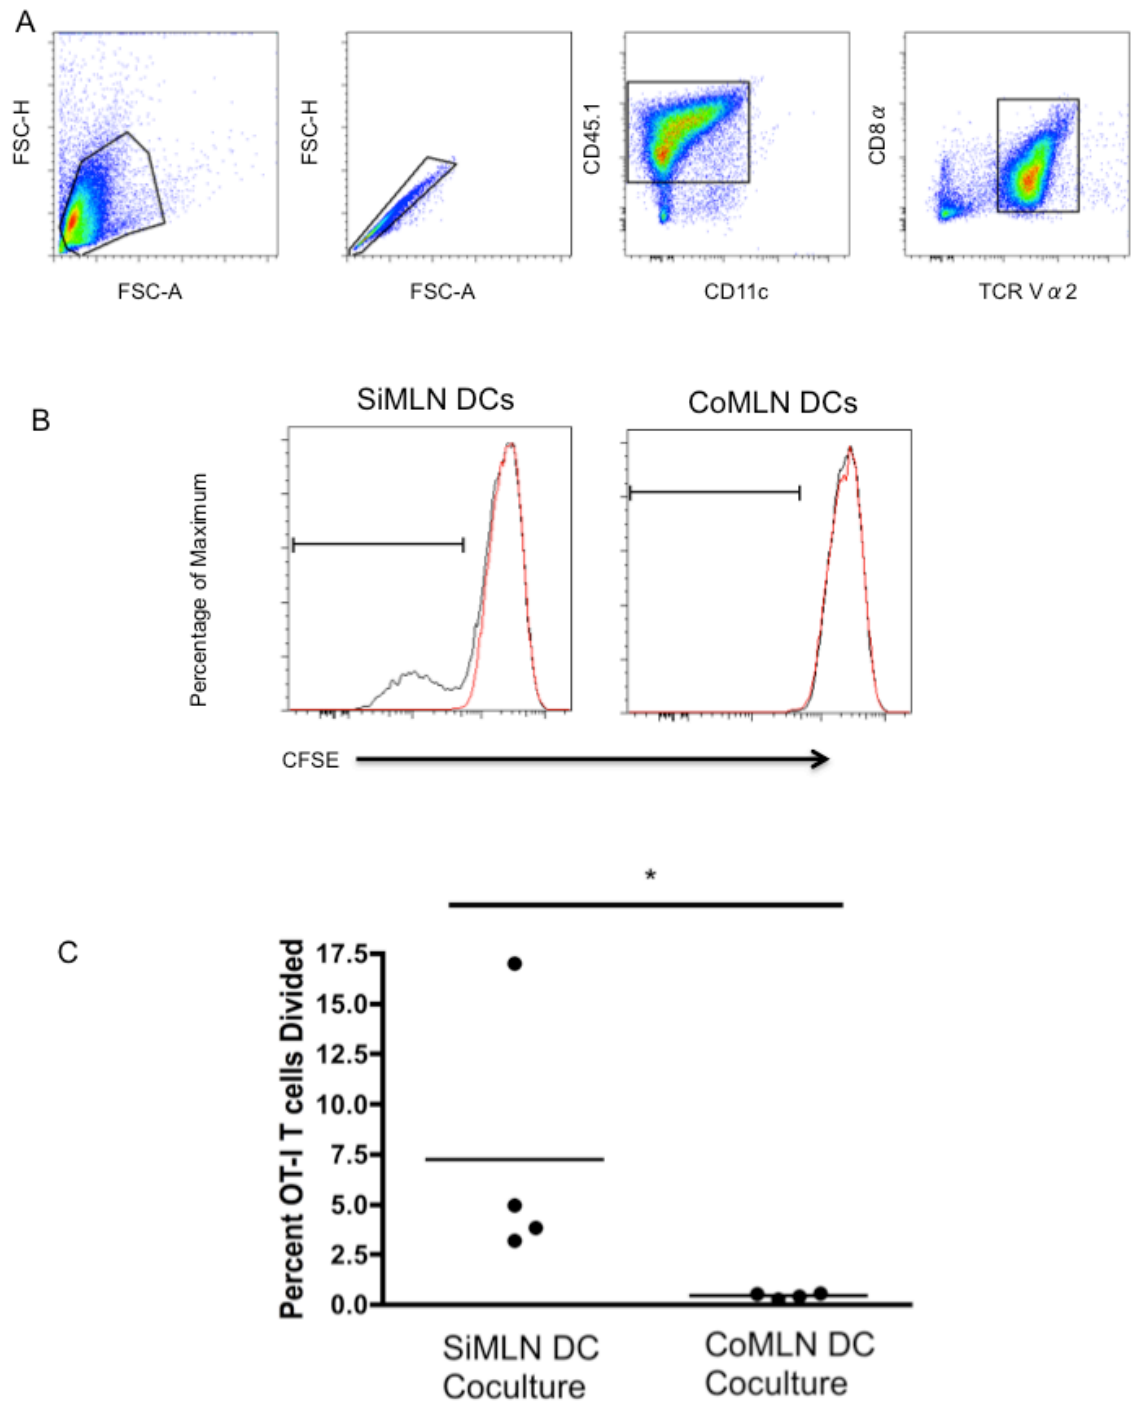 A
FSC-H
FSC-A
FSC-H
FSC-A
CD45.1
CD11c
CD8α
TCR Vα2
B
SiMLN DCs
CoMLN DCs
Percentage of Maximum
CFSE
*
C
Percent OT-I T cells Divided
17.5
15.0
12.5
10.0
7.5
5.0
2.5
0.0
SiMLN DC
Coculture
CoMLN DC
Coculture